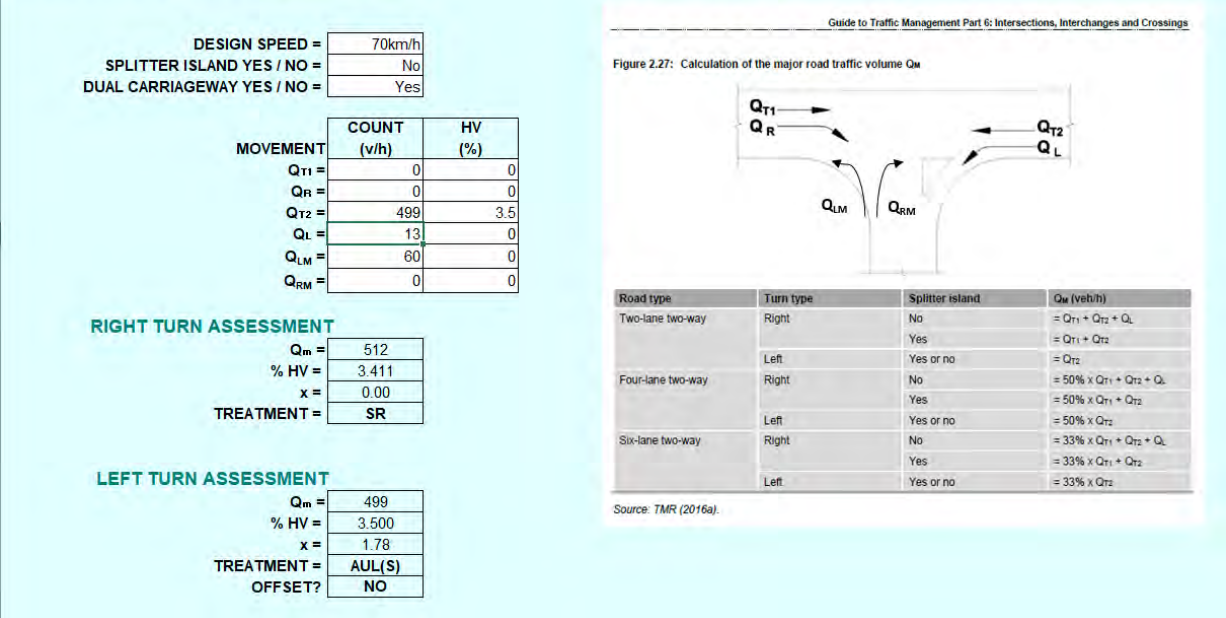 DESIGN SPEED = 70km/h
SPLITTER ISLAND YES / NO = No
DUAL CARRIAGEWAY YES / NO = Yes
MOVEMENT COUNT (v/h) HV (%)
QT1 = 0 0
QR = 0 0
QT2 = 499 3.5
QL = 13 0
QLM = 60 0
QRM = 0 0
RIGHT TURN ASSESSMENT
Qm = 512
% HV = 3.411
x = 0.00
TREATMENT = SR
LEFT TURN ASSESSMENT
Qm = 499
% HV = 3.500
x = 1.78
TREATMENT = AUL(S)
OFFSET? NO
Guide to Traffic Management Part 6: Intersections, Interchanges and Crossings
Figure 2.27: Calculation of the major road traffic volume QM
QT1
QR
QT2
QL
QLM QRM
Road type Turn type Splitter island QM (veh/h)
Two-lane two-way Right No = QT1 + QT2 + QL
Yes = QT1 + QT2
Left Yes or no = QT2
Four-lane two-way Right No = 50% x QT1 + QT2 + QL
Yes = 50% x QT1 + QT2
Left Yes or no = 50% x QT2
Six-lane two-way Right No = 33% x QT1 + QT2 + QL
Yes = 33% x QT1 + QT2
Left Yes or no = 33% x QT2
Source: TMR (2016a).